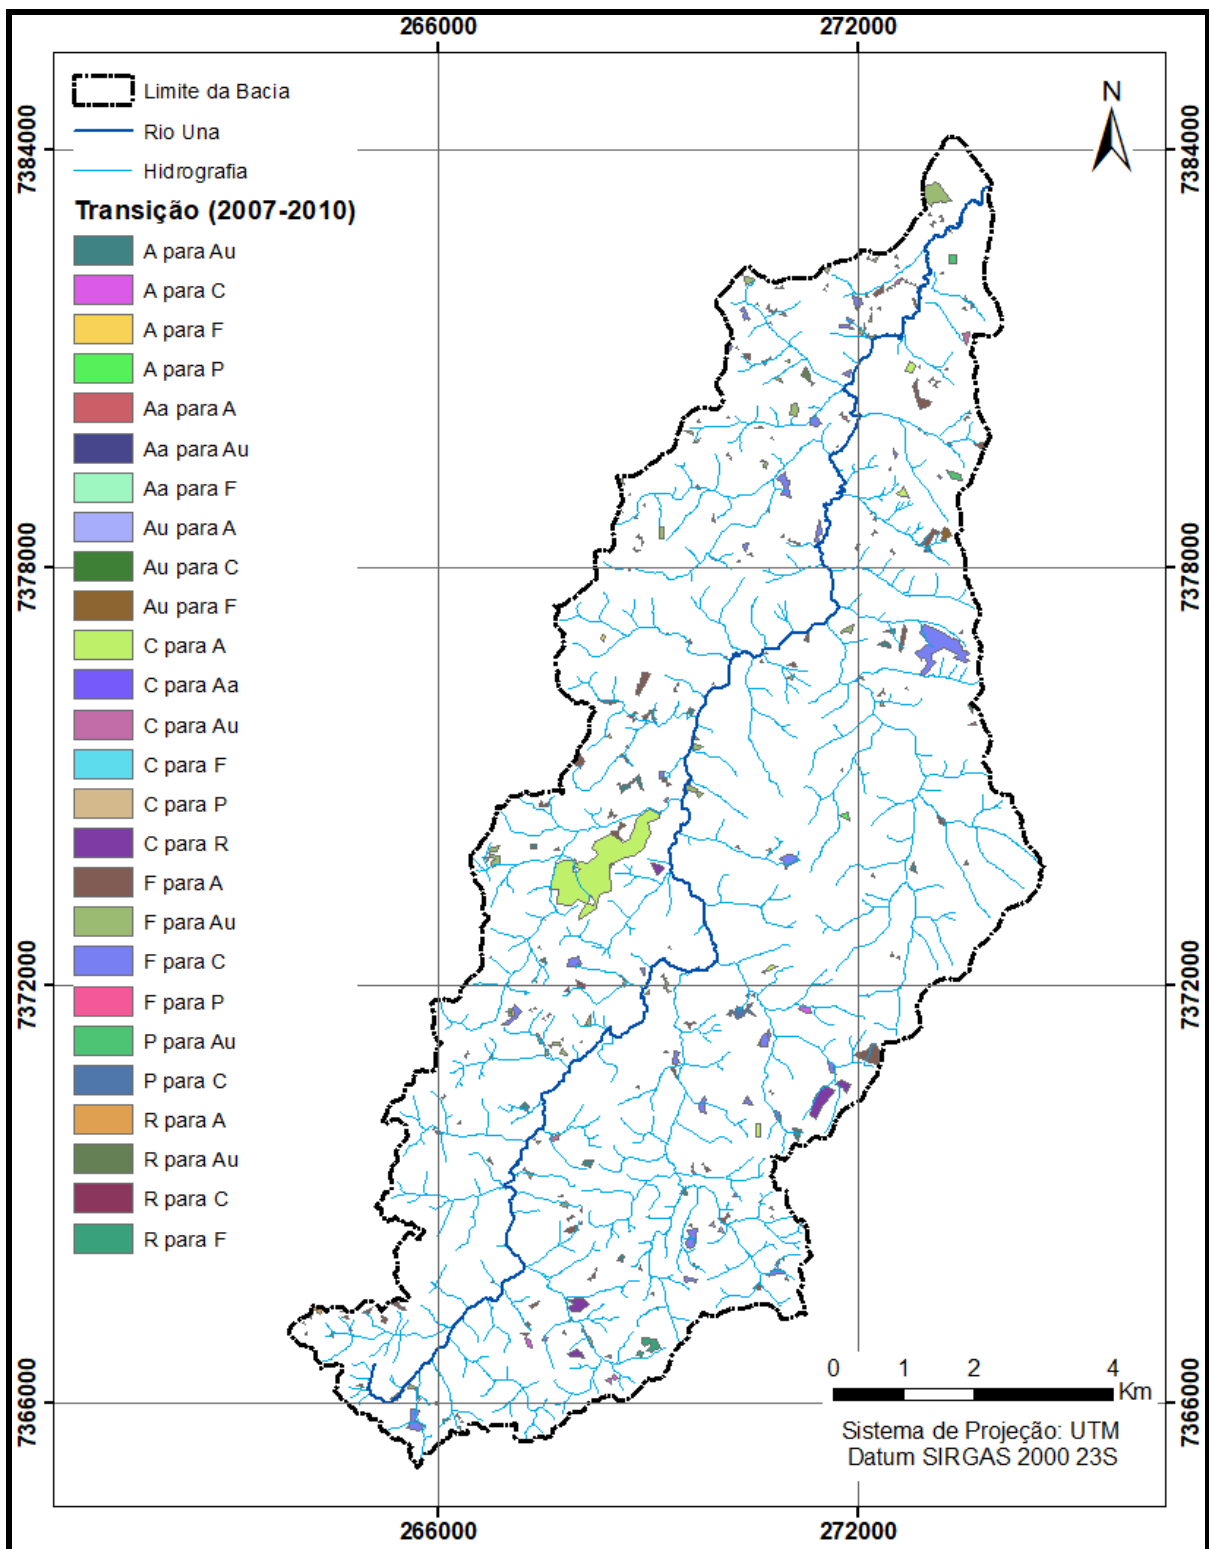 266000 272000
7384000 7384000
N
Limite da Bacia
Rio Una
Hidrografia
Transição (2007-2010)
A para Au
A para C
A para F
A para P
Aa para A
Aa para Au
Aa para F
Au para A
Au para C
Au para F
C para A
C para Aa
C para Au
C para F
C para P
C para R
F para A
F para Au
F para C
F para P
P para Au
P para C
R para A
R para Au
R para C
R para F
7378000 7378000
7372000 7372000
7366000 7366000
0 1 2 4
Km
Sistema de Projeção: UTM
Datum SIRGAS 2000 23S
266000 272000